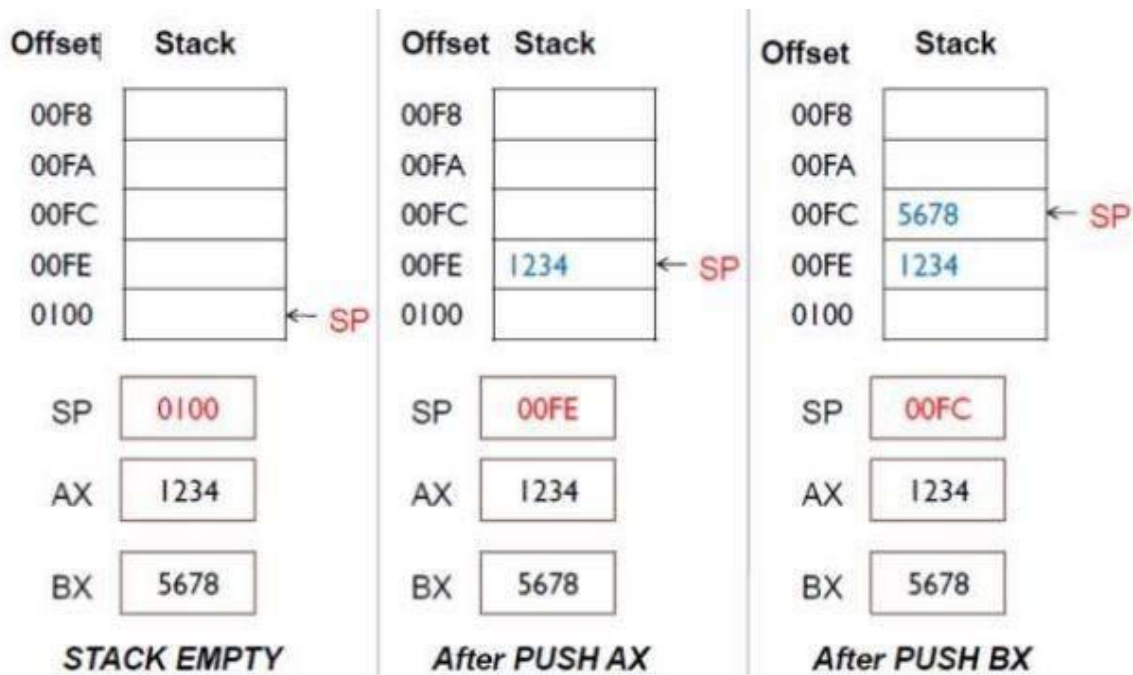 Offset Stack
00F8
00FA
00FC
00FE
0100 ← SP
SP 0100
AX 1234
BX 5678
STACK EMPTY
Offset Stack
00F8
00FA
00FC
00FE 1234 ← SP
0100
SP 00FE
AX 1234
BX 5678
After PUSH AX
Offset Stack
00F8
00FA
00FC 5678 ← SP
00FE 1234
0100
SP 00FC
AX 1234
BX 5678
After PUSH BX